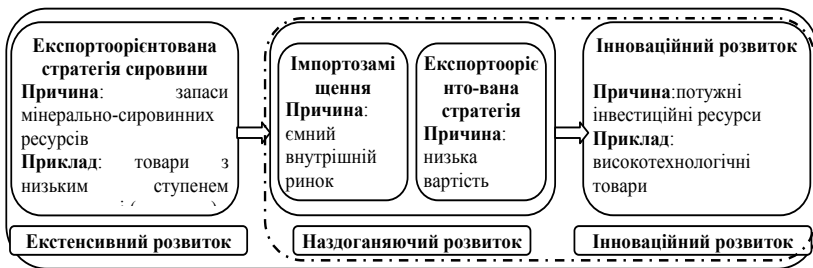 Експортоорієнтована
стратегія сировини
Причина: запаси
мінерально-сировинних
ресурсів
Приклад: товари з
низьким ступенем
Імпортозамі
щення
Причина:
ємний
внутрішній
ринок
Експортооріє
нто-вана
стратегія
Причина:
низька
вартість
Інноваційний розвиток
Причина:потужні
інвестиційні ресурси
Приклад:
високотехнологічні
товари
Екстенсивний розвиток
Наздоганяючий розвиток
Інноваційний розвиток